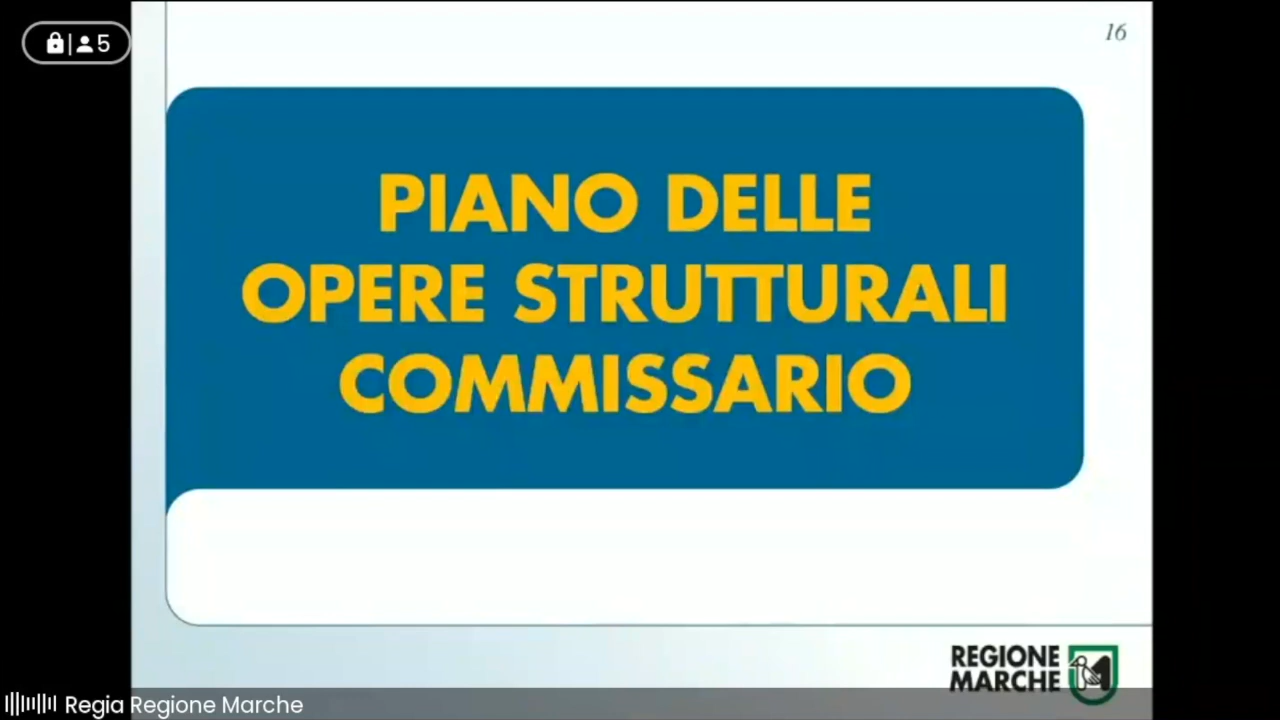 5
16
PIANO DELLE
OPERE STRUTTURALI
COMMISSARIO
REGIONE
MARCHE
Regia Regione Marche